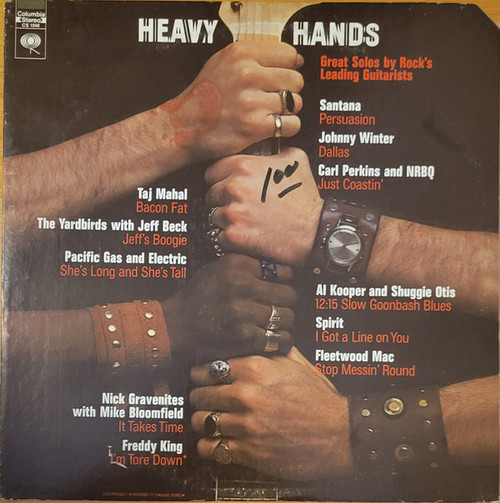 Columbia
Stereo
CS 1048
HEAVY HANDS
Great Solos by Rock's
Leading Guitarists
Santana
Persuasion
Johnny Winter
Dallas
Carl Perkins and NRBQ
Just Coastin'
100
Taj Mahal
Bacon Fat
The Yardbirds with Jeff Beck
Jeff's Boogie
Pacific Gas and Electric
She's Long and She's Tall
Al Kooper and Shuggie Otis
12:15 Slow Goonbash Blues
Spirit
I Got a Line on You
Fleetwood Mac
Stop Messin' Round
Nick Gravenites
with Mike Bloomfield
It Takes Time
Freddy King
I'm Tore Down*